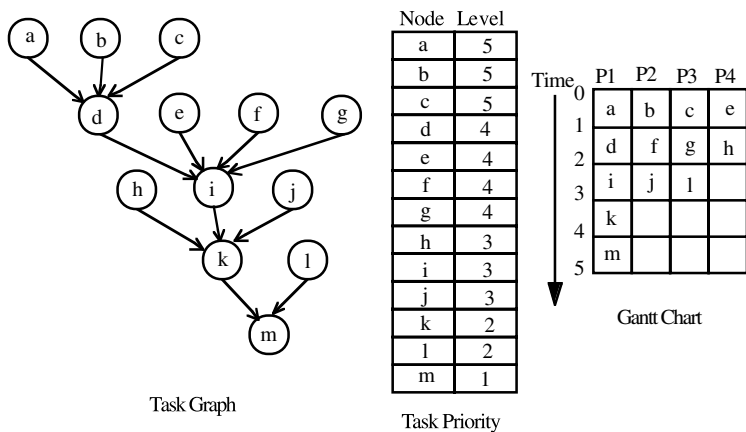 a
b
c
d
e
f
g
h
i
j
k
l
m
Task Graph
Node Level
a 5
b 5
c 5
d 4
e 4
f 4
g 4
h 3
i 3
j 3
k 2
l 2
m 1
Task Priority
Time P1 P2 P3 P4
0
a b c e
1
d f g h
2
i j l
3
k
4
m
5
Gantt Chart